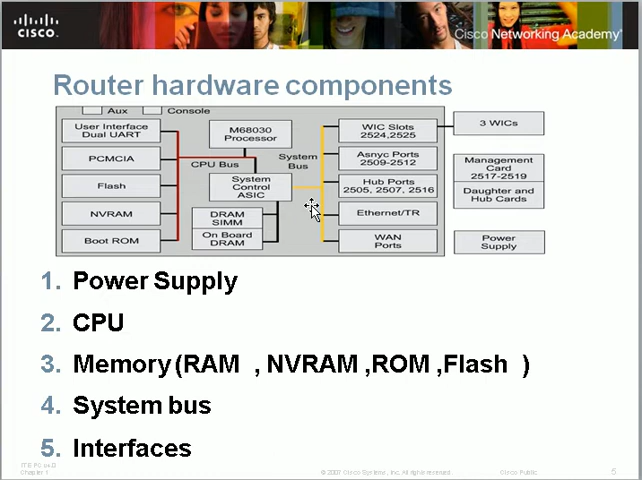 CISCO.
Cisco Networking Academy
Router hardware components
Aux
Console
User Interface
Dual UART
PCMCIA
Flash
NVRAM
Boot ROM
M68030
Processor
CPU Bus
System
Bus
System
Control
ASIC
DRAM
SIMM
On Board
DRAM
WIC Slots
2524,2525
Asnyc Ports
2509-2512
Hub Ports
2505, 2507, 2516
Ethernet/TR
WAN
Ports
3 WICs
Management
Card
2517-2519
Daughter and
Hub Cards
Power
Supply
1. Power Supply
2. CPU
3. Memory (RAM , NVRAM ,ROM ,Flash )
4. System bus
5. Interfaces
Chapter 1
© 2007 Cisco Systems, Inc. All rights reserved.
Cisco Public
5